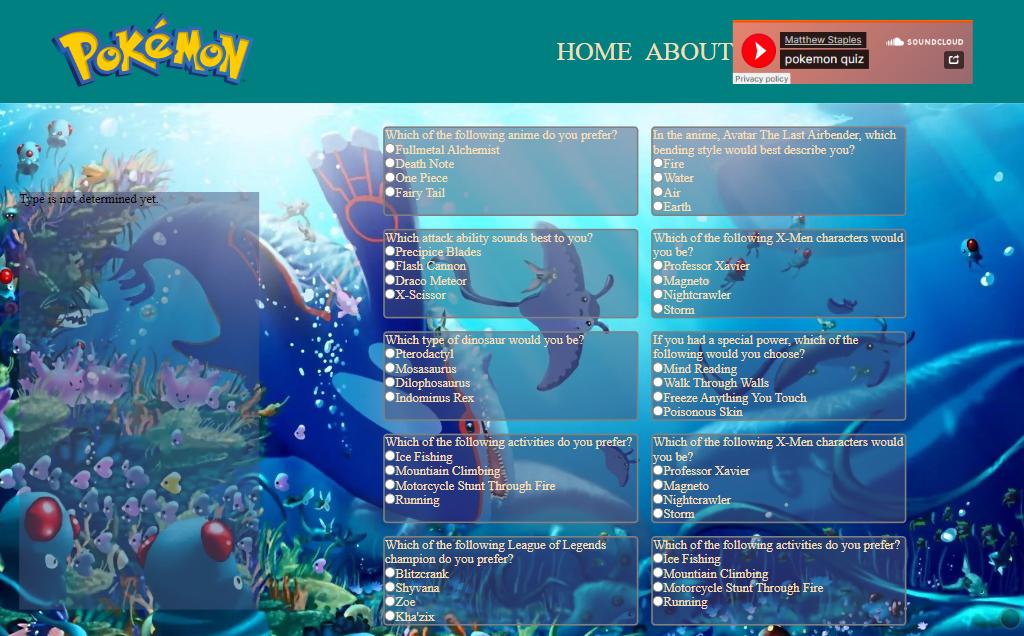 POKéMON
HOME ABOUT
Matthew Staples
pokemon quiz
SOUNDCLOUD
Privacy policy
Type is not determined yet.
Which of the following anime do you prefer?
Fullmetal Alchemist
Death Note
One Piece
Fairy Tail
In the anime, Avatar The Last Airbender, which
bending style would best describe you?
Fire
Water
Air
Earth
Which attack ability sounds best to you?
Precipice Blades
Flash Cannon
Draco Meteor
X-Scissor
Which of the following X-Men characters would
you be?
Professor Xavier
Magneto
Nightcrawler
Storm
Which type of dinosaur would you be?
Pterodactyl
Mosasaurus
Dilophosaurus
Indominus Rex
If you had a special power, which of the
following would you choose?
Mind Reading
Walk Through Walls
Freeze Anything You Touch
Poisonous Skin
Which of the following activities do you prefer?
Ice Fishing
Mountiain Climbing
Motorcycle Stunt Through Fire
Running
Which of the following X-Men characters would
you be?
Professor Xavier
Magneto
Nightcrawler
Storm
Which of the following League of Legends
champion do you prefer?
Blitzcrank
Shyvana
Zoe
Kha'zix
Which of the following activities do you prefer?
Ice Fishing
Mountiain Climbing
Motorcycle Stunt Through Fire
Running